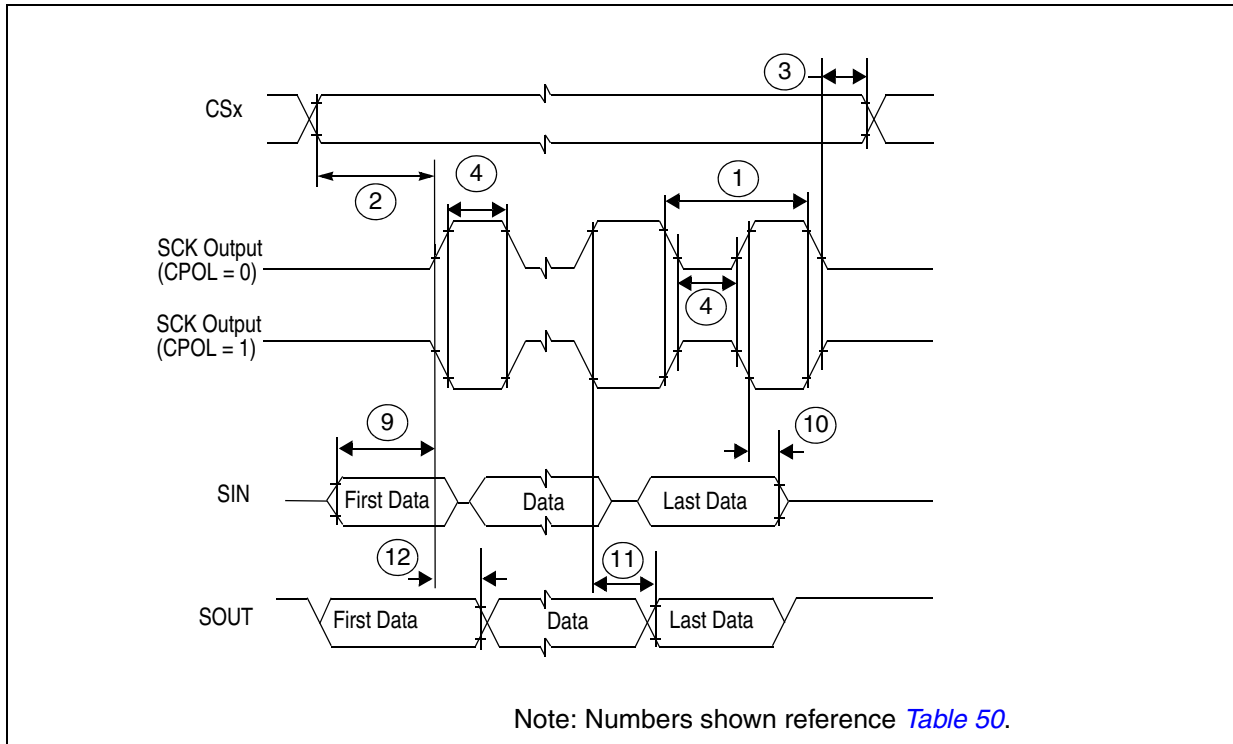 3
CSx
2
4
1
SCK Output
(CPOL = 0)
4
SCK Output
(CPOL = 1)
9
10
SIN
First Data
Data
Last Data
12
11
SOUT
First Data
Data
Last Data
Note: Numbers shown reference Table 50.